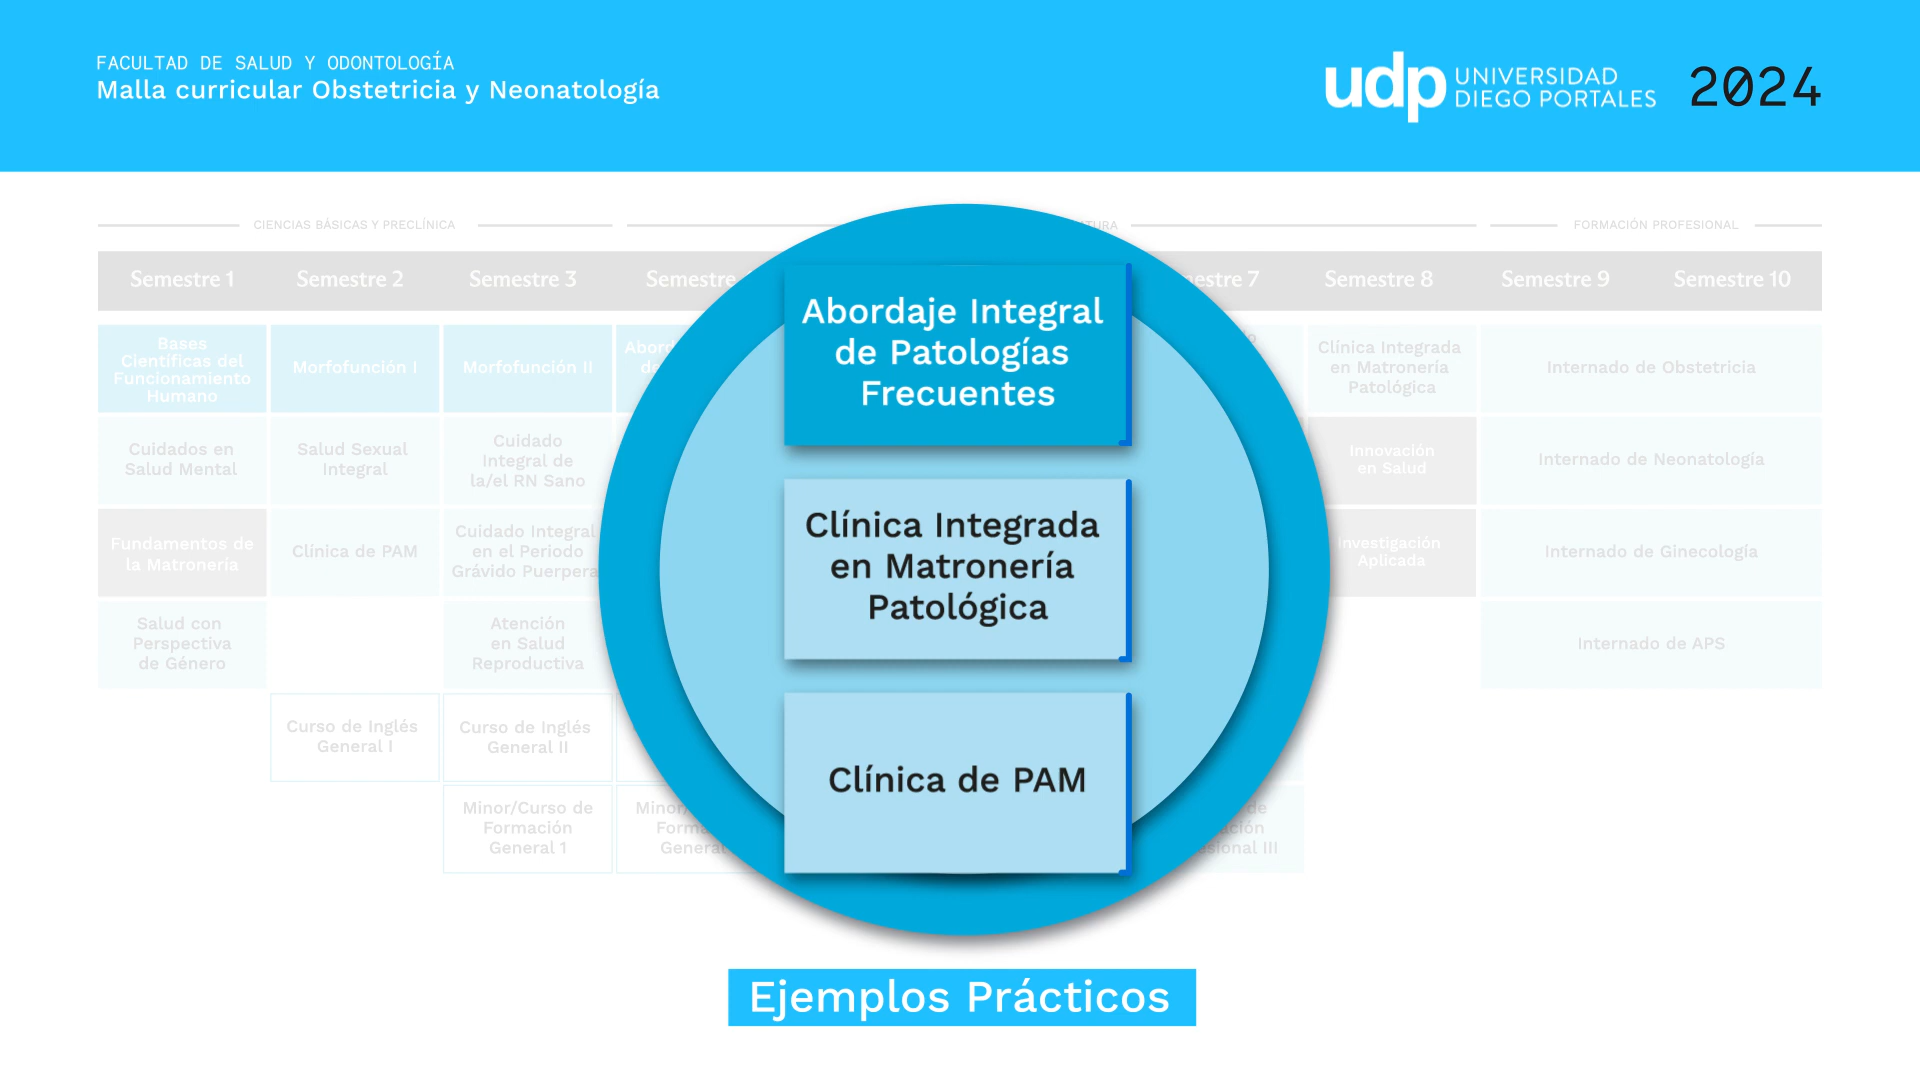 FACULTAD DE SALUD Y ODONTOLOGÍA
Malla curricular Obstetricia y Neonatología
udp UNIVERSIDAD
DIEGO PORTALES
2024
CIENCIAS BÁSICAS Y PRECLÍNICA
FORMACIÓN PROFESIONAL
Semestre 1
Semestre 2
Semestre 3
Semestre
Semestre 8
Semestre 9
Semestre 10
Bases
Científicas del
Funcionamiento
Humano
Morfofunción I
Morfofunción II
Clínica Integrada
en Matronería
Patológica
Internado de Obstetricia
Cuidados en
Salud Mental
Salud Sexual
Integral
Cuidado
Integral de
la/el RN Sano
Innovación
en Salud
Internado de Neonatología
Fundamentos de
la Matronería
Clínica de PAM
Cuidado Integral
en el Periodo
Grávido Puerpera
Investigación
Aplicada
Internado de Ginecología
Salud con
Perspectiva
de Género
Atención
en Salud
Reproductiva
Internado de APS
Curso de Inglés
General I
Curso de Inglés
General II
Minor/Curso de
Formación
General 1
Abordaje Integral
de Patologías
Frecuentes
Clínica Integrada
en Matronería
Patológica
Clínica de PAM
Ejemplos Prácticos